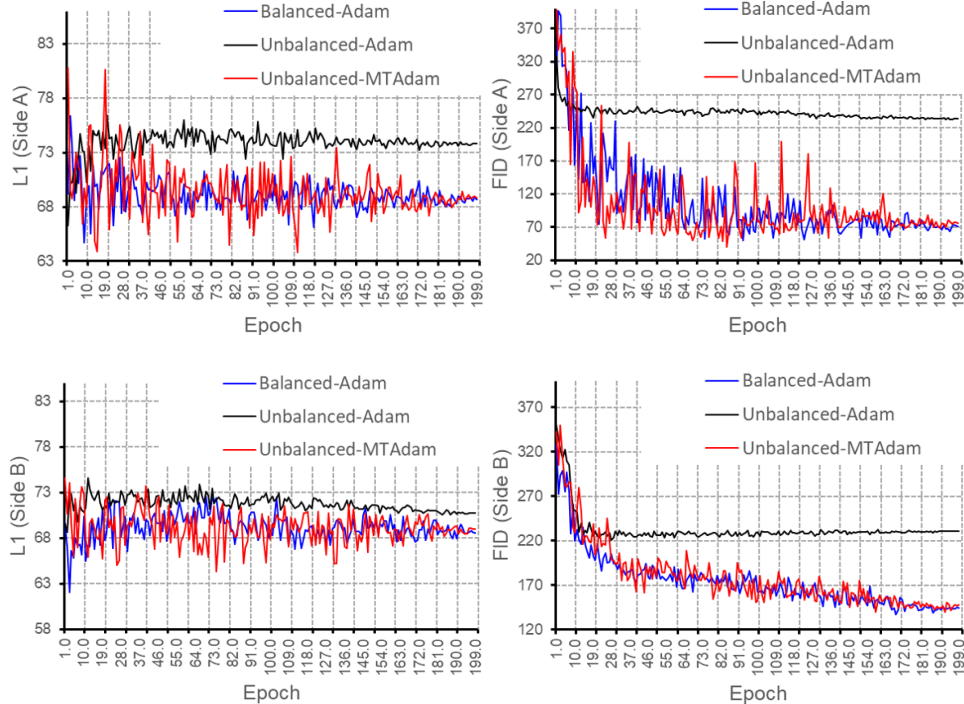 Balanced-Adam
Unbalanced-Adam
Unbalanced-MTAdam
L1 (Side A)
83
78
73
68
63
1.0 10.0 19.0 28.0 37.0 46.0 55.0 64.0 73.0 82.0 91.0 100.0 109.0 118.0 127.0 136.0 145.0 154.0 163.0 172.0 181.0 190.0 199.0
Epoch
Balanced-Adam
Unbalanced-Adam
Unbalanced-MTAdam
FID (Side A)
370
320
270
220
170
120
70
20
1.0 10.0 19.0 28.0 37.0 46.0 55.0 64.0 73.0 82.0 91.0 100.0 109.0 118.0 127.0 136.0 145.0 154.0 163.0 172.0 181.0 190.0 199.0
Epoch
Balanced-Adam
Unbalanced-Adam
Unbalanced-MTAdam
L1 (Side B)
83
78
73
68
63
58
1.0 10.0 19.0 28.0 37.0 46.0 55.0 64.0 73.0 82.0 91.0 100.0 109.0 118.0 127.0 136.0 145.0 154.0 163.0 172.0 181.0 190.0 199.0
Epoch
Balanced-Adam
Unbalanced-Adam
Unbalanced-MTAdam
FID (Side B)
370
320
270
220
170
120
1.0 10.0 19.0 28.0 37.0 46.0 55.0 64.0 73.0 82.0 91.0 100.0 109.0 118.0 127.0 136.0 145.0 154.0 163.0 172.0 181.0 190.0 199.0
Epoch